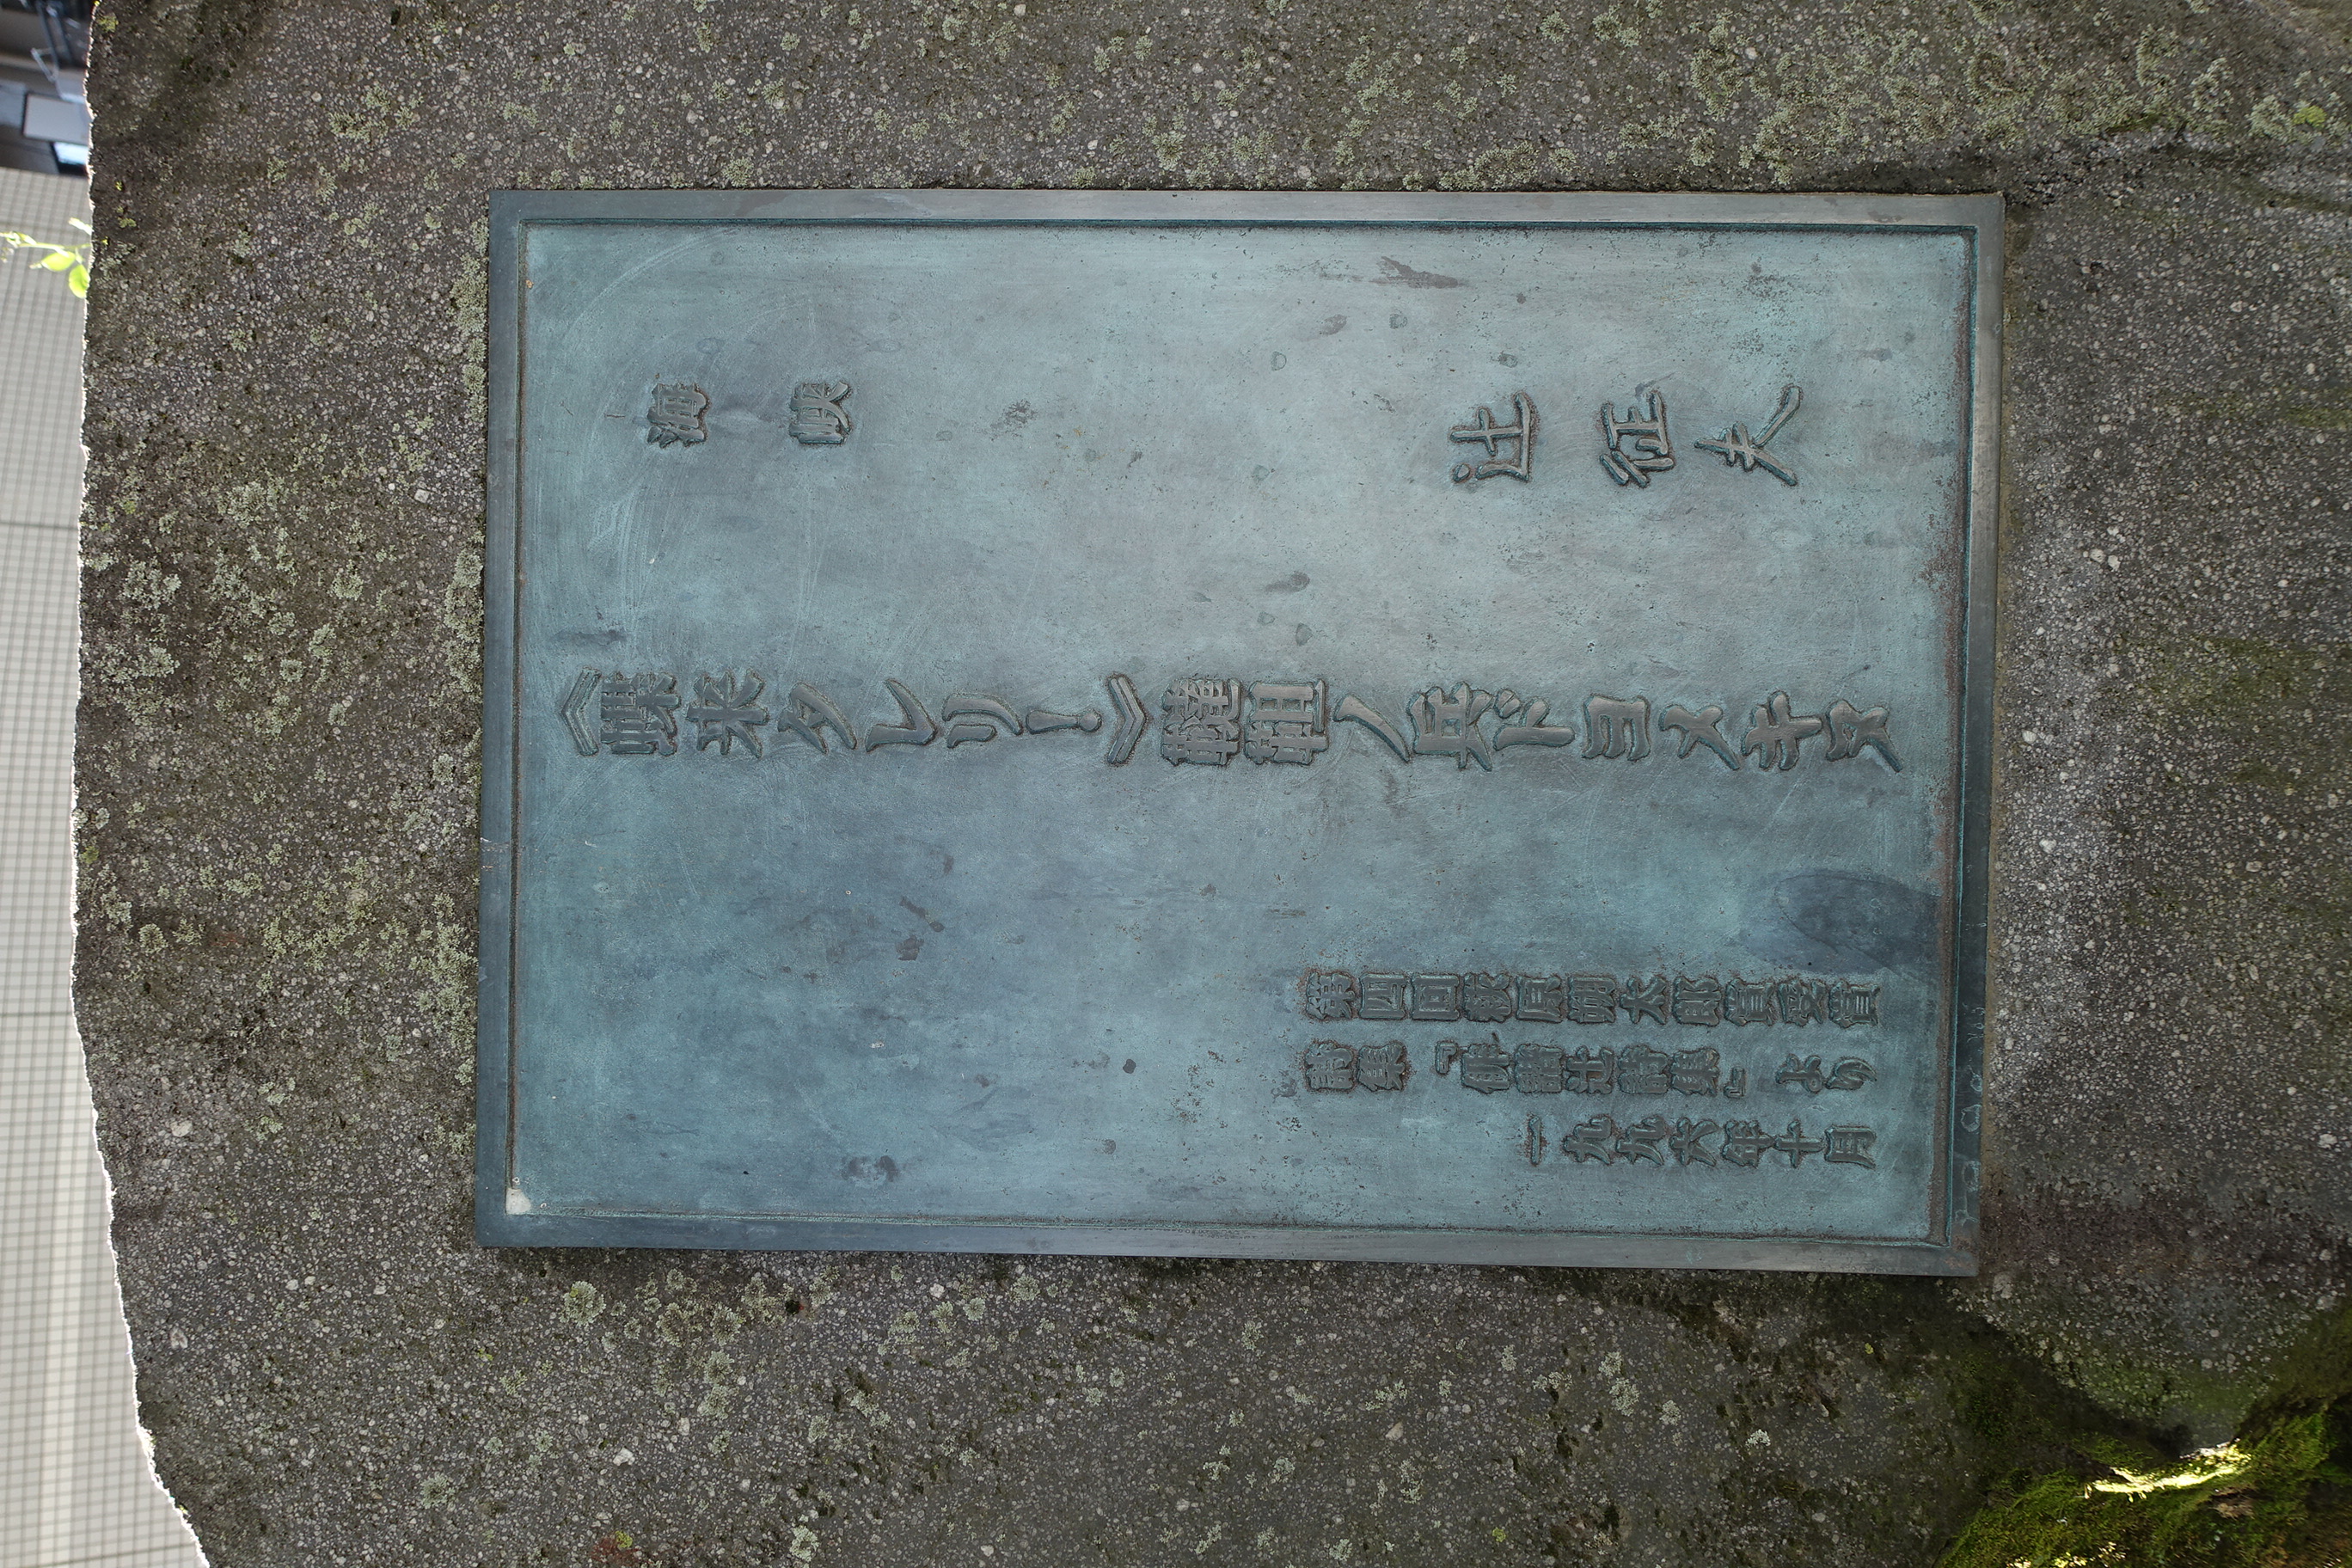 海峡　辻征夫
《蝶来タレリ！》韃靼ノ兵ドヨメキヌ
第四回萩原朔太郎賞受賞
詩集『俳諧辻詩集』より
一九九六年十月